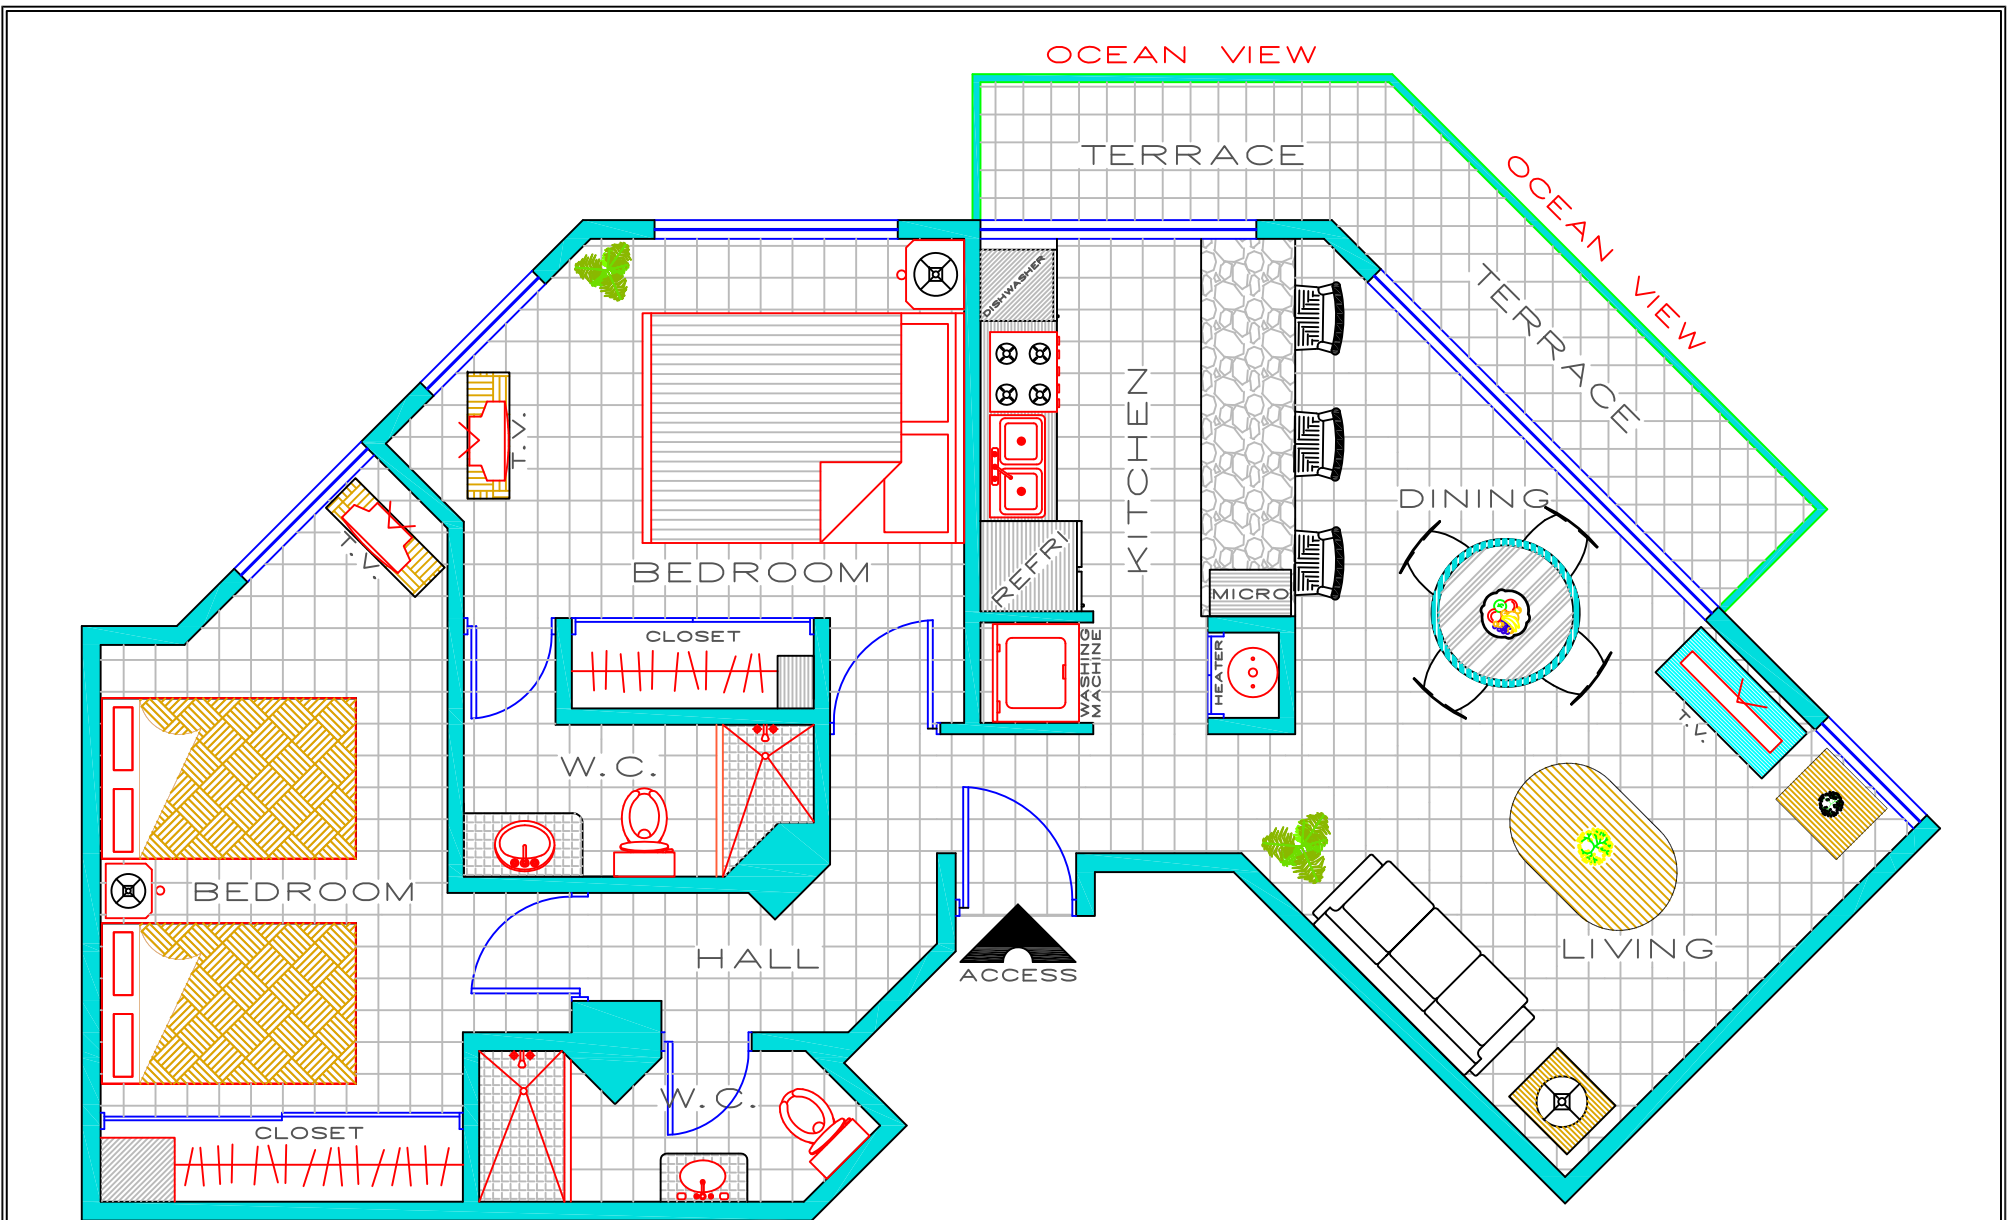 OCEAN VIEW
TERRACE
OCEAN VIEW
TERRACE
DISHWASHER
KITCHEN
T.V.
DINING
T.V.
BEDROOM
REFRI
MICRO
CLOSET
WASHING
MACHINE
HEATER
T.V.
W.C.
BEDROOM
HALL
LIVING
ACCESS
W.C.
CLOSET